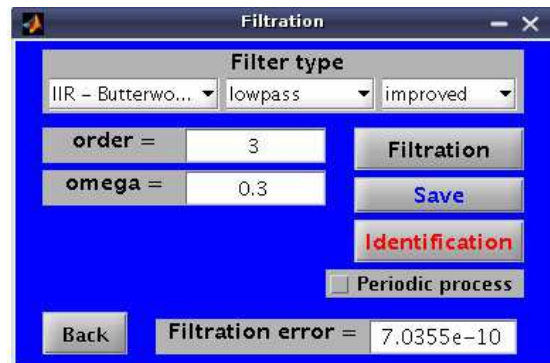 Filtration
Filter type
IIR - Butterwo... lowpass improved
order = 3
Filtration
omega = 0.3
Save
Identification
Periodic process
Back
Filtration error = 7.0355e-10